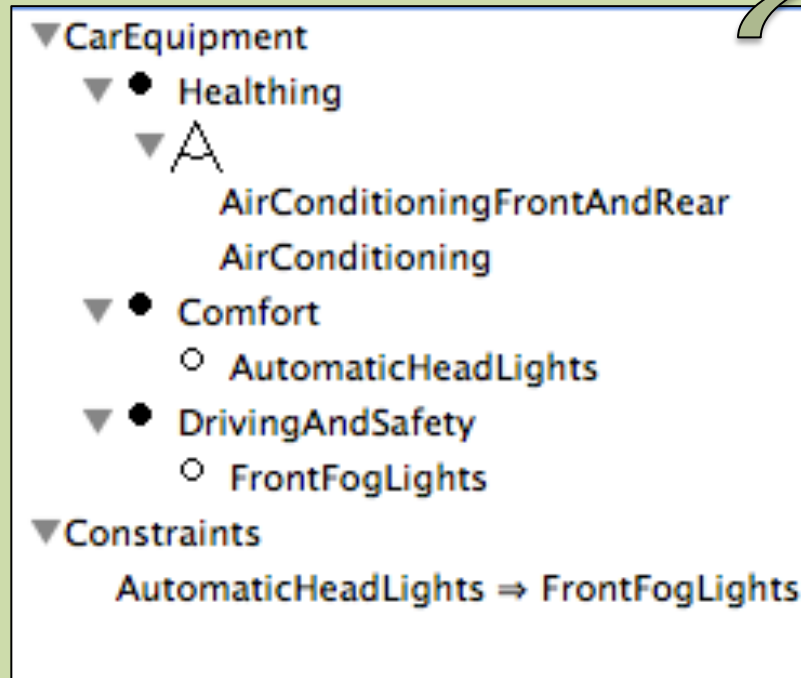 CarEquipment
Healthing
AirConditioningFrontAndRear
AirConditioning
Comfort
AutomaticHeadLights
DrivingAndSafety
FrontFogLights
Constraints
AutomaticHeadLights ⇒ FrontFogLights